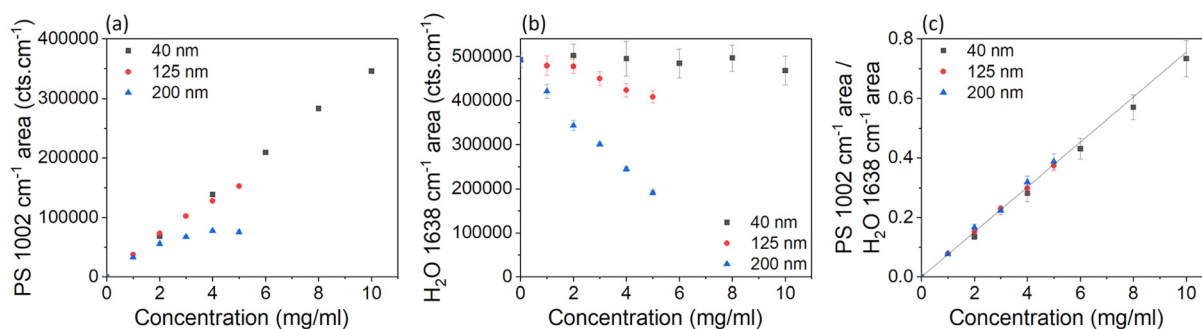 (a)
PS 1002 cm⁻¹ area (cts.cm⁻¹)
400000
300000
200000
100000
0
40 nm
125 nm
200 nm
0 2 4 6 8 10
Concentration (mg/ml)
(b)
H₂O 1638 cm⁻¹ area (cts.cm⁻¹)
500000
400000
300000
200000
100000
0
40 nm
125 nm
200 nm
0 2 4 6 8 10
Concentration (mg/ml)
(c)
PS 1002 cm⁻¹ area /
H₂O 1638 cm⁻¹ area
0.8
0.6
0.4
0.2
0.0
40 nm
125 nm
200 nm
0 2 4 6 8 10
Concentration (mg/ml)